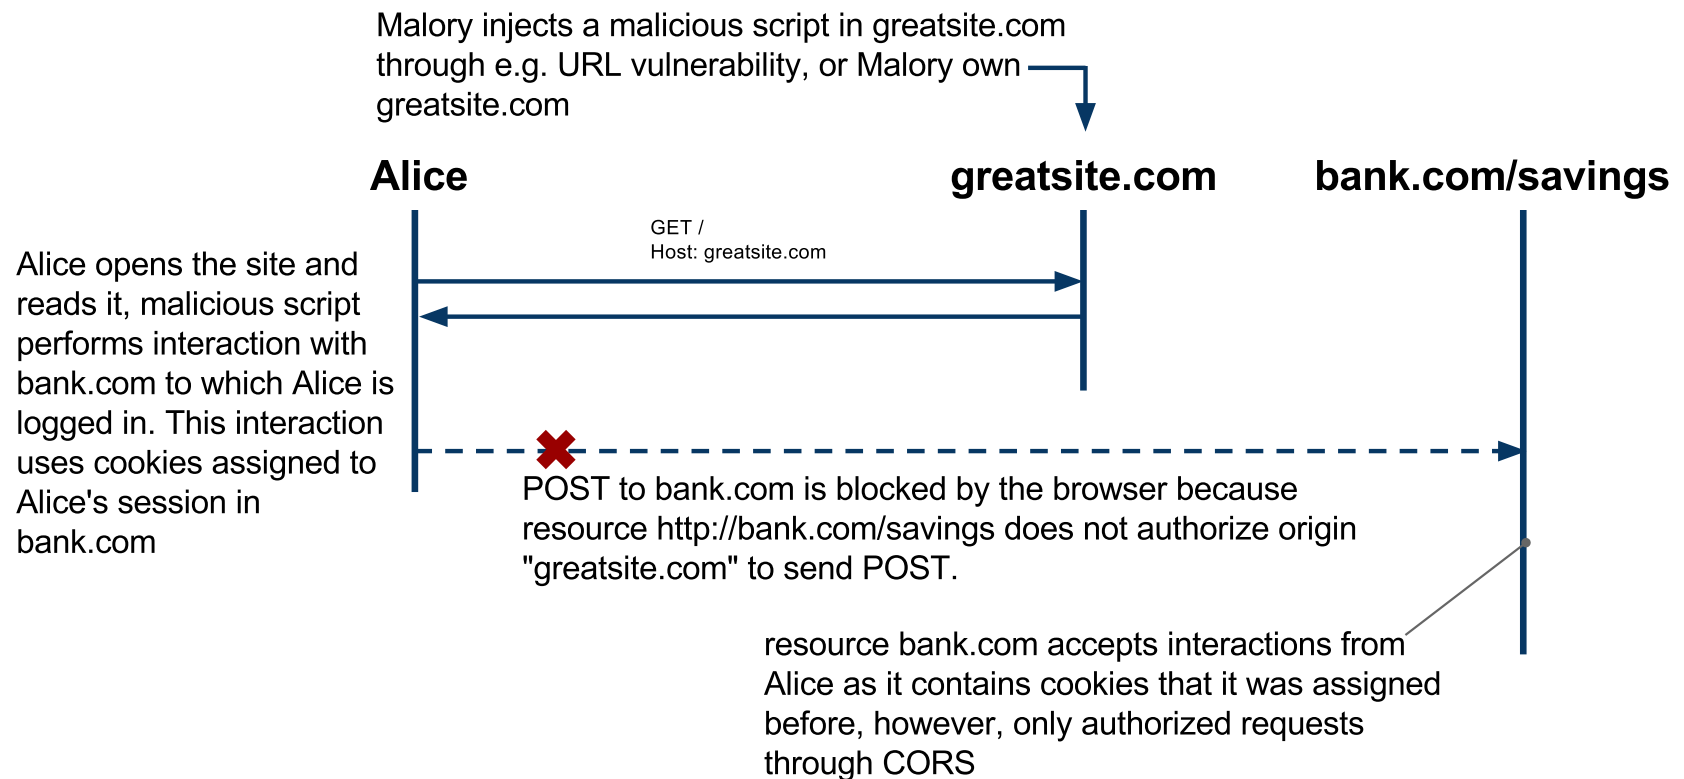 Malory injects a malicious script in greatsite.com
through e.g. URL vulnerability, or Malory own
greatsite.com
Alice
greatsite.com
bank.com/savings
GET /
Host: greatsite.com
Alice opens the site and
reads it, malicious script
performs interaction with
bank.com to which Alice is
logged in. This interaction
uses cookies assigned to
Alice's session in
bank.com
POST to bank.com is blocked by the browser because
resource http://bank.com/savings does not authorize origin
"greatsite.com" to send POST.
resource bank.com accepts interactions from
Alice as it contains cookies that it was assigned
before, however, only authorized requests
through CORS